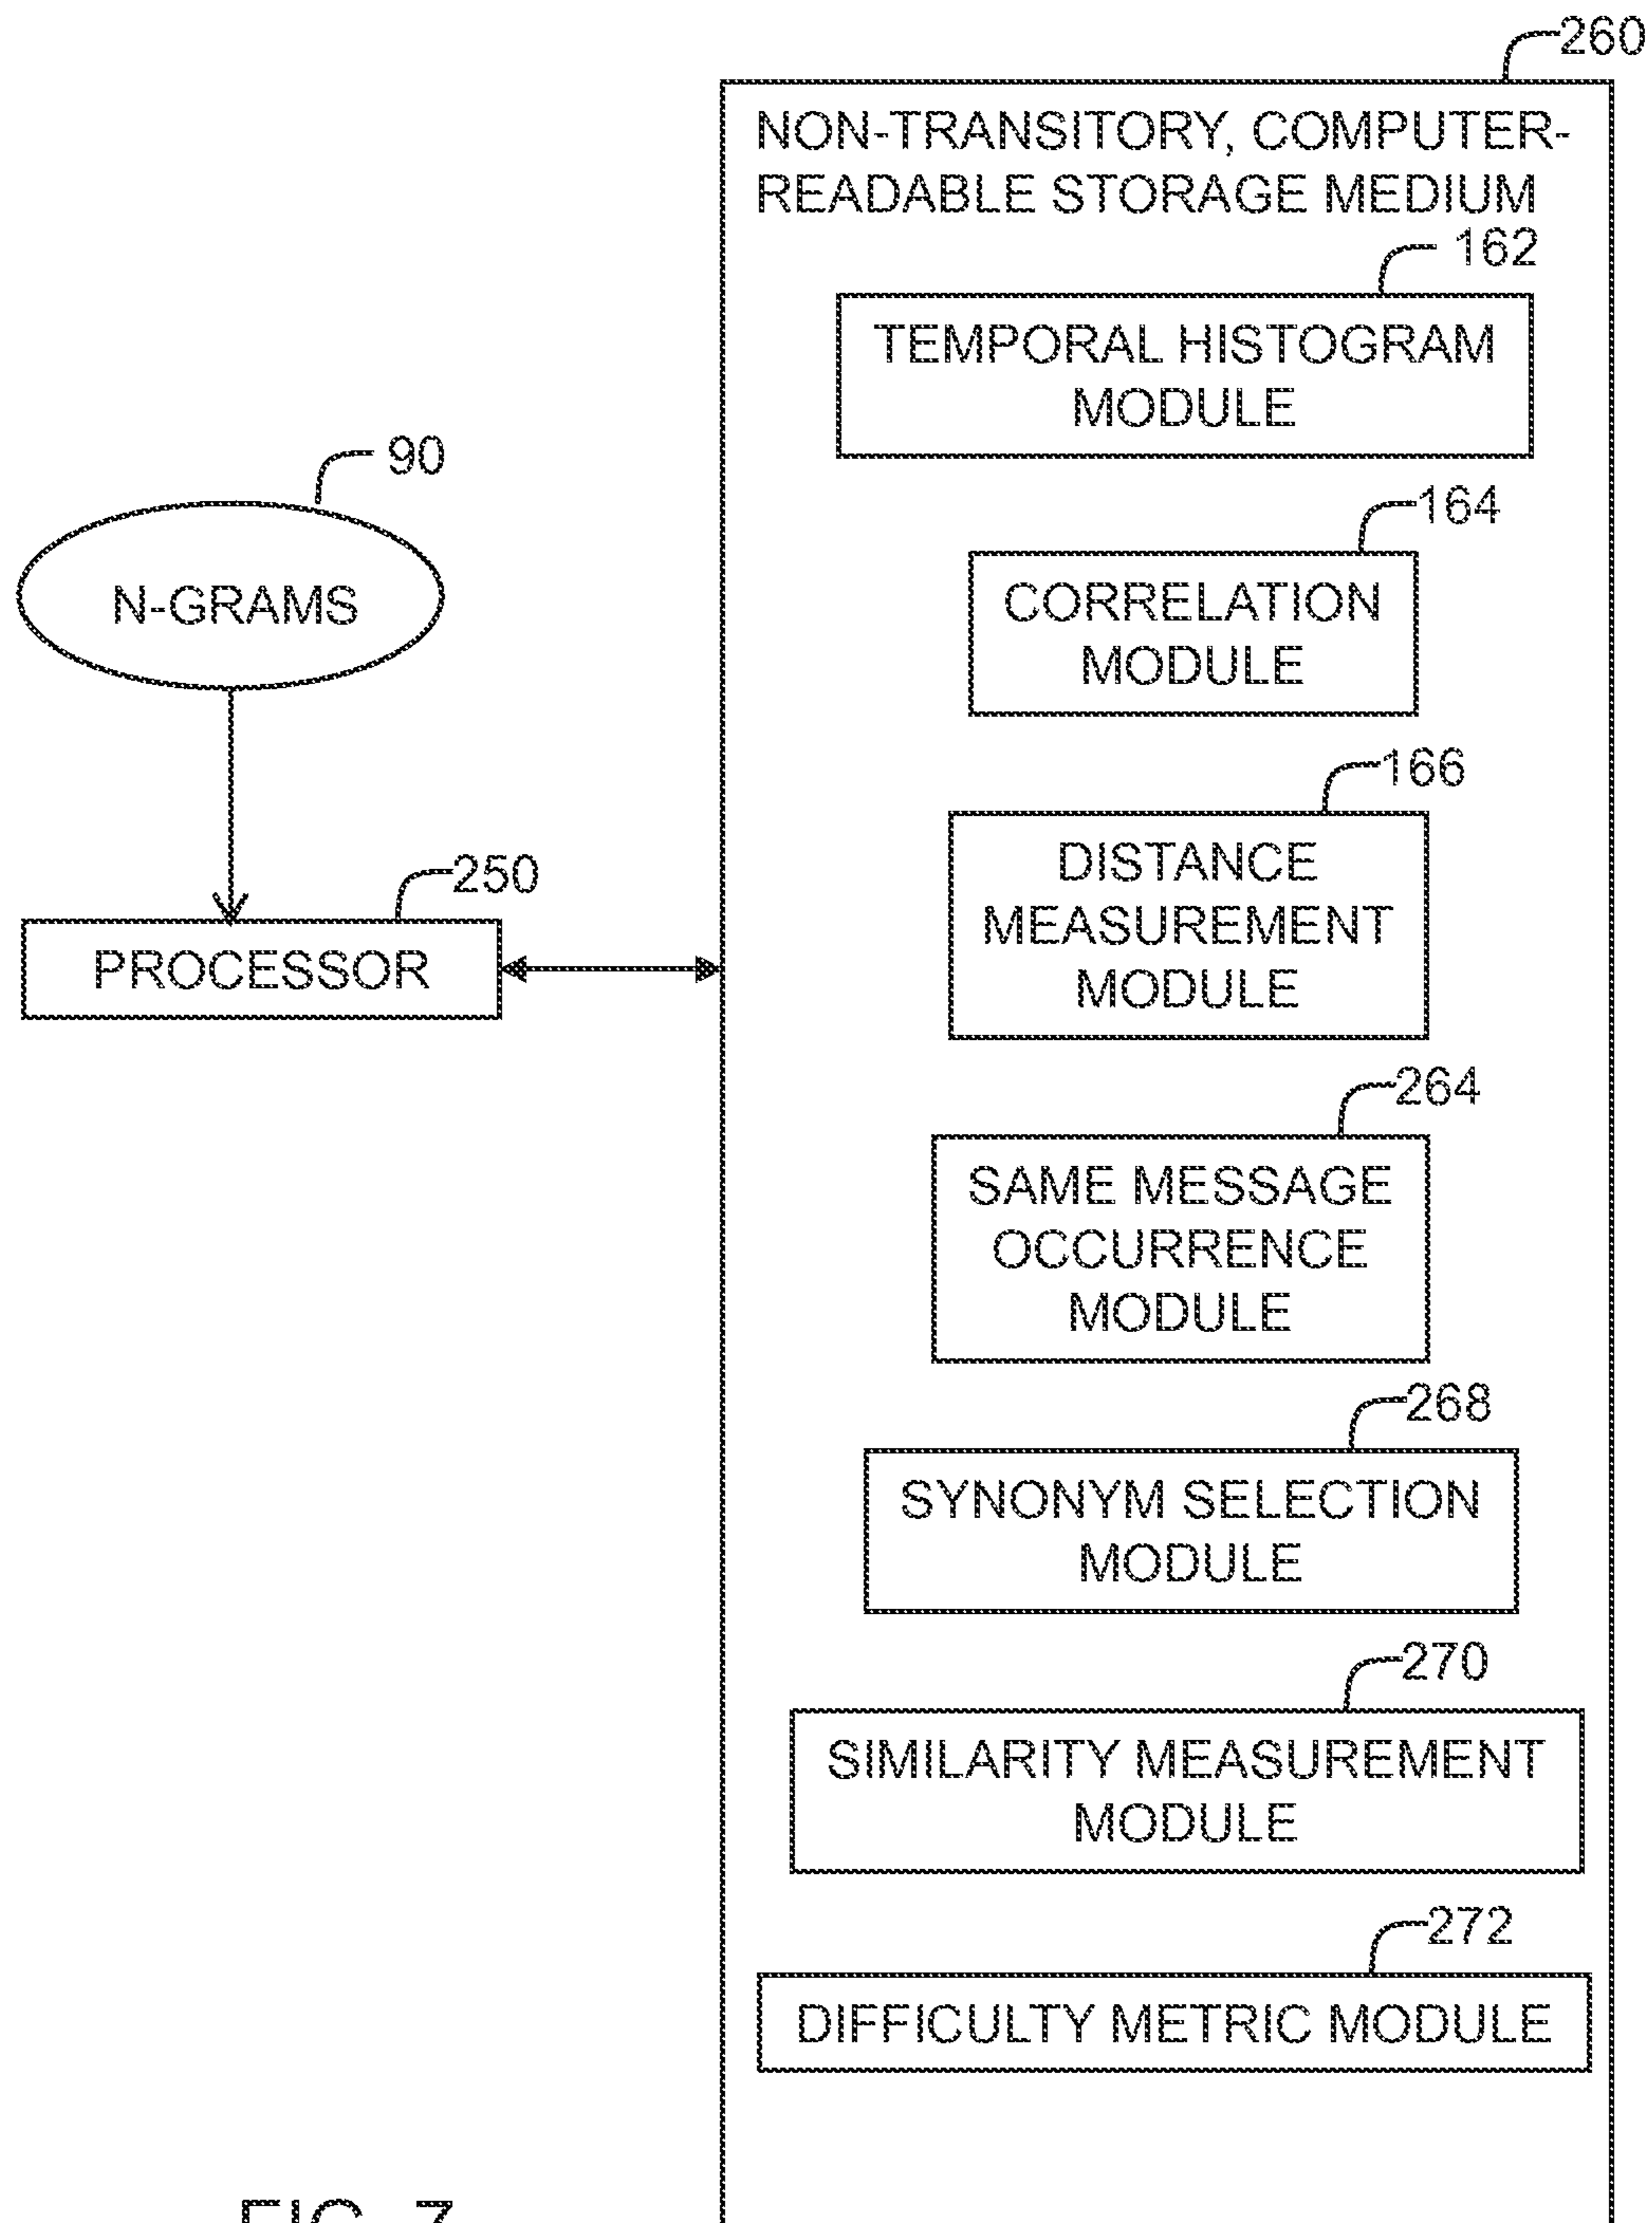 260
NON-TRANSITORY, COMPUTER-
READABLE STORAGE MEDIUM
162
TEMPORAL HISTOGRAM
MODULE
90
N-GRAMS
164
CORRELATION
MODULE
166
DISTANCE
MEASUREMENT
MODULE
250
PROCESSOR
264
SAME MESSAGE
OCCURRENCE
MODULE
268
SYNONYM SELECTION
MODULE
270
SIMILARITY MEASUREMENT
MODULE
272
DIFFICULTY METRIC MODULE